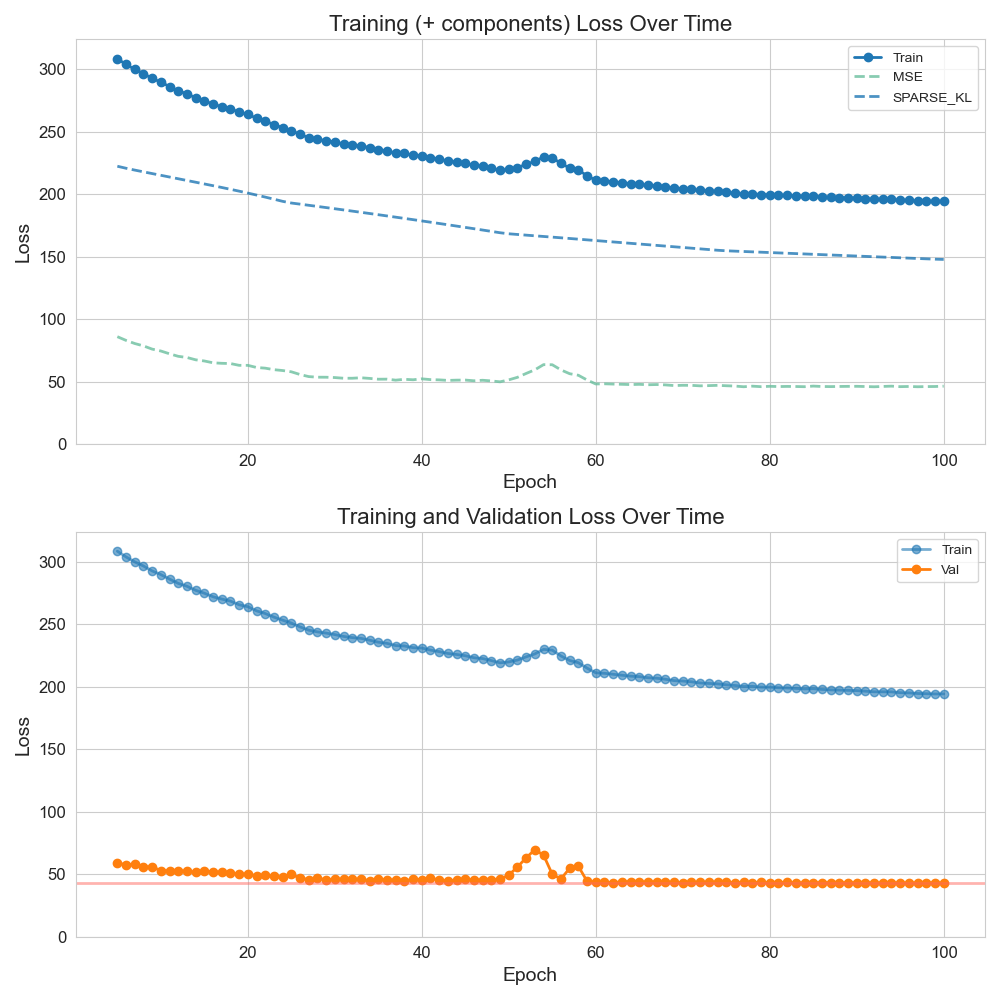 Training (+ components) Loss Over Time
Loss
300
250
200
150
100
50
0
Train
MSE
SPARSE_KL
20 40 60 80 100
Epoch
Training and Validation Loss Over Time
Loss
300
250
200
150
100
50
0
Train
Val
20 40 60 80 100
Epoch